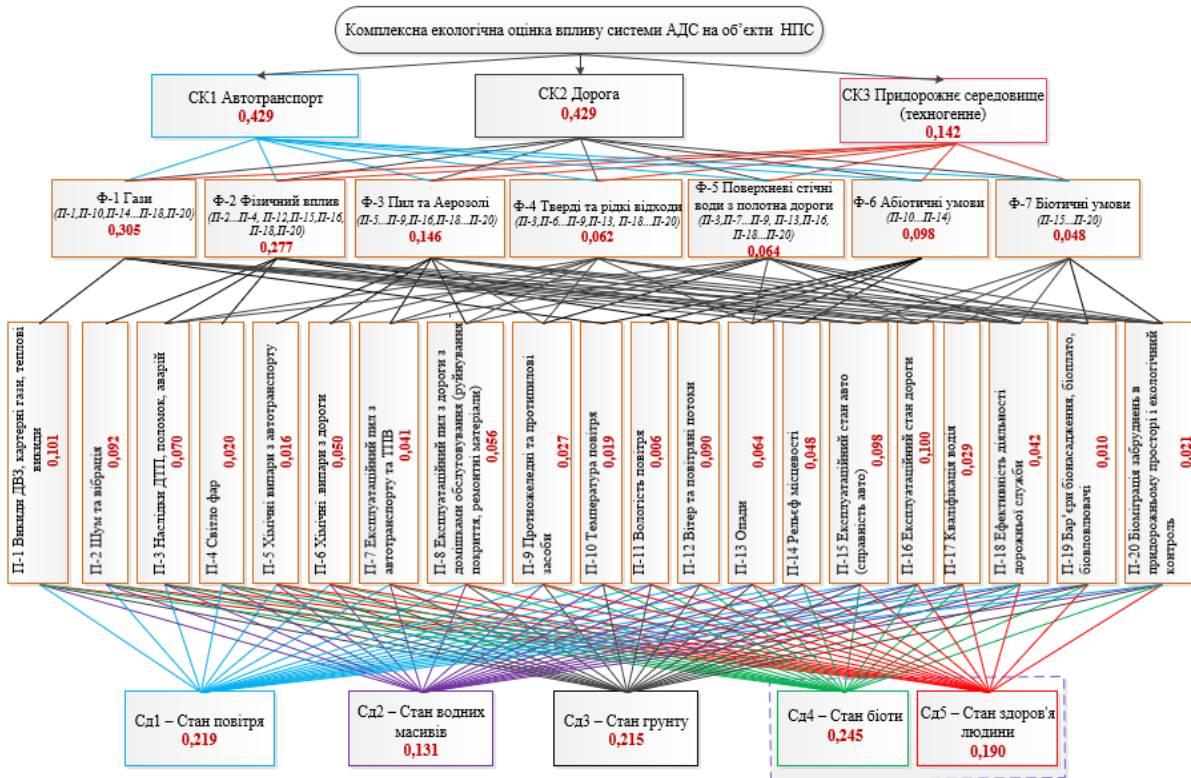 Комплексна екологічна оцінка впливу системи АДС на об’єкти НПС
СК1 Автотранспорт
0,429
СК2 Дорога
0,429
СК3 Придорожнє середовище
(техногенне)
0,142
Ф-1 Гази
(П-1,П-10,П-14...П-18,П-20)
0,305
Ф-2 Фізичний вплив
(П-2...П-4, П-12,П-15,П-16,
П-18,П-20)
0,277
Ф-3 Пил та Аерозолі
(П-5...П-9,П-16,П-18...П-20)
0,146
Ф-4 Тверді та рідкі відходи
(П-3,П-6...П-9,П-13, П-18...П-20)
0,062
Ф-5 Поверхневі стічні
води з полотна дороги
(П-3,П-7...П-9, П-13,П-16,
П-18...П-20)
0,064
Ф-6 Абіотичні умови
(П-10...П-14)
0,098
Ф-7 Біотичні умови
(П-15...П-20)
0,048
П-1 Викиди ДВЗ, картерні гази, теплові
викиди
0,101
П-2 Шум та вібрація
0,092
П-3 Наслідки ДТП, поломок, аварій
0,070
П-4 Світло фар
0,020
П-5 Хімічні випари з автотранспорту
0,016
П-6 Хімічні .випари з дороги
0,050
П-7 Експлуатаційний пил з
автотранспорту та ТПВ
0,041
П-8 Експлуатаційний пил з дороги з
домішками обслуговування (руйнування
покриття, ремонтні матеріали)
0,056
П-9 Протиожеледні та протипилові
засоби
0,027
П-10 Температура повітря
0,019
П-11 Вологість повітря
0,006
П-12 Вітер та повітряні потоки
0,090
П-13 Опади
0,064
П-14 Рельєф місцевості
0,048
П-15 Експлуатаційний стан авто
(справність авто)
0,098
П-16 Експлуатаційний стан дороги
0,100
П-17 Кваліфікація водія
0,029
П-18 Ефективність діяльності
дорожньої служби
0,042
П-19 Бар’єри біонасадження, біоплато,
біовловлювачі
0,010
П-20 Біоміграція забруднень в
придорожньому просторі і екологічний
контроль
0,021
Сд1 – Стан повітря
0,219
Сд2 – Стан водних
масивів
0,131
Сд3 – Стан грунту
0,215
Сд4 – Стан біоти
0,245
Сд5 – Стан здоров'я
людини
0,190